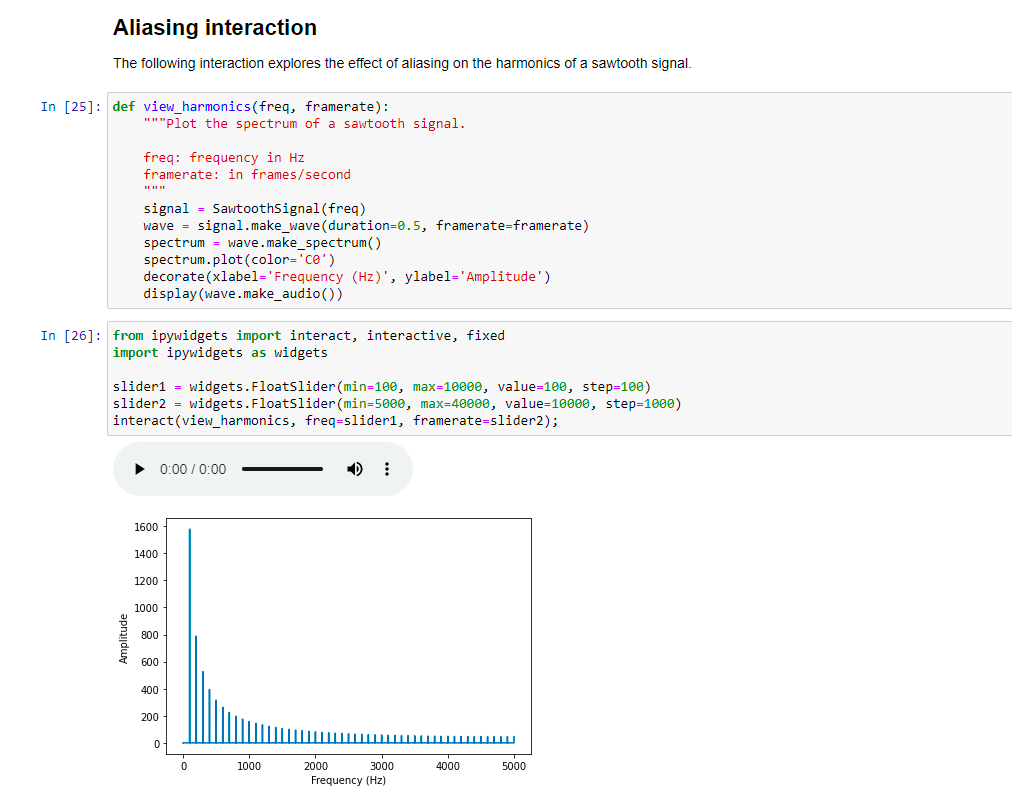 Aliasing interaction
The following interaction explores the effect of aliasing on the harmonics of a sawtooth signal.
In [25]: def view_harmonics(freq, framerate):
    """Plot the spectrum of a sawtooth signal.

    freq: frequency in Hz
    framerate: in frames/second
    """
    signal = SawtoothSignal(freq)
    wave = signal.make_wave(duration=0.5, framerate=framerate)
    spectrum = wave.make_spectrum()
    spectrum.plot(color='C0')
    decorate(xlabel='Frequency (Hz)', ylabel='Amplitude')
    display(wave.make_audio())
In [26]: from ipywidgets import interact, interactive, fixed
import ipywidgets as widgets

slider1 = widgets.FloatSlider(min=100, max=10000, value=100, step=100)
slider2 = widgets.FloatSlider(min=5000, max=40000, value=10000, step=1000)
interact(view_harmonics, freq=slider1, framerate=slider2);
0:00 / 0:00
1600
1400
1200
1000
800
600
400
200
0
Amplitude
0 1000 2000 3000 4000 5000
Frequency (Hz)